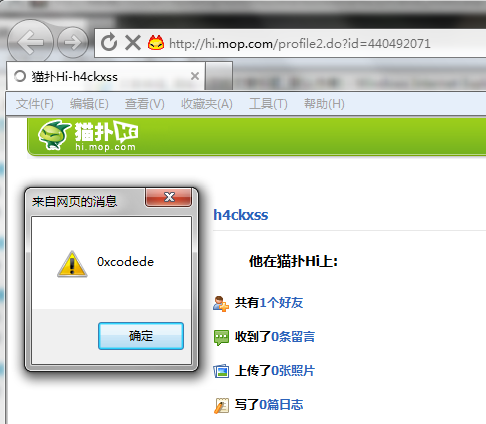 http://hi.mop.com/profile2.do?id=440492071
猫扑Hi-h4ckxss
文件(F) 编辑(E) 查看(V) 收藏夹(A) 工具(T) 帮助(H)
猫扑Hi
hi.mop.com
来自网页的消息
0xcodede
确定
h4ckxss
他在猫扑Hi上:
共有1个好友
收到了0条留言
上传了0张照片
写了0篇日志